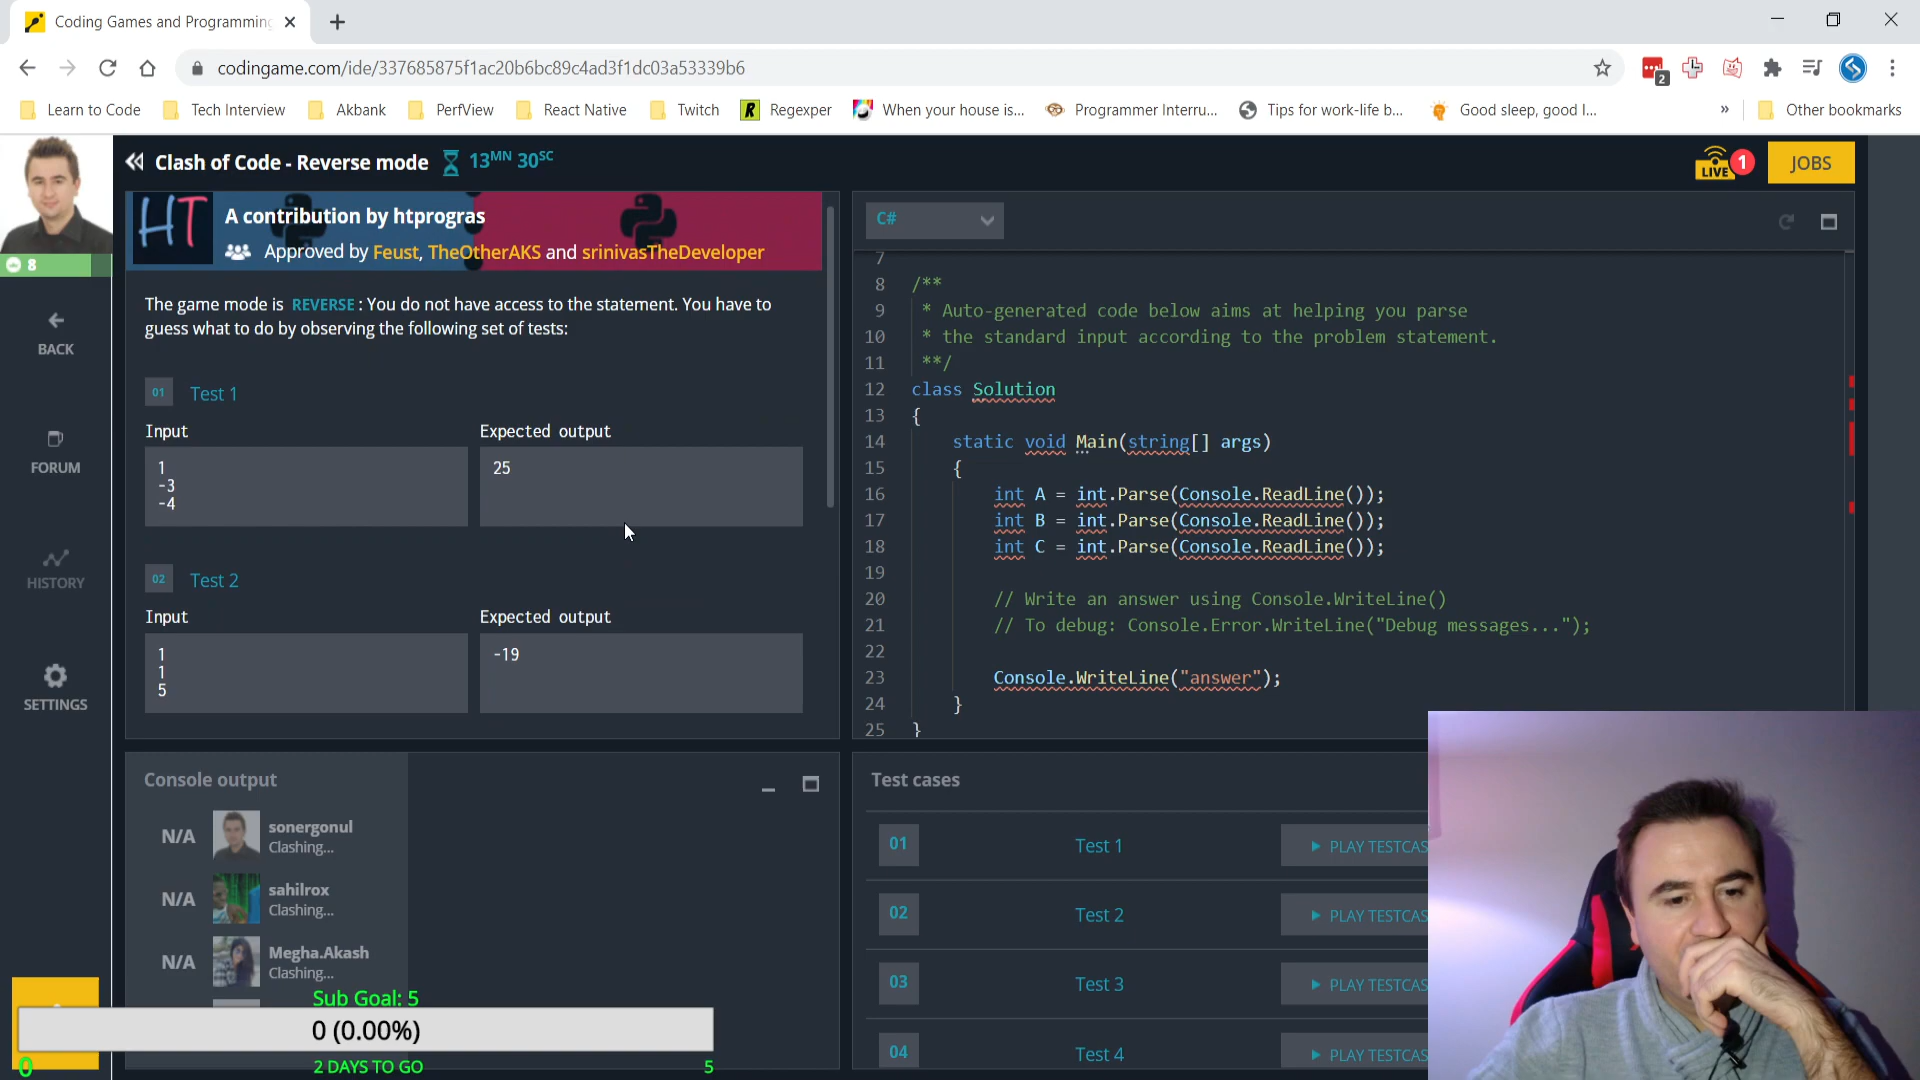 Coding Games and Programming
codingame.com/ide/337685875f1ac20b6bc89c4ad3f1dc03a53339b6
2
Learn to Code
Tech Interview
Akbank
PerfView
React Native
Twitch
R
Regexper
When your house is...
Programmer Interru...
Tips for work-life b...
Good sleep, good l...
»
Other bookmarks
Clash of Code - Reverse mode
13MN 30SC
LIVE
1
JOBS
8
BACK
FORUM
HISTORY
SETTINGS
HT
A contribution by htprogras
Approved by Feust, TheOtherAKS and srinivasTheDeveloper
The game mode is REVERSE : You do not have access to the statement. You have to
guess what to do by observing the following set of tests:
01 Test 1
Input
Expected output
1
-3
-4
25
02 Test 2
Input
Expected output
1
1
5
-19
C#
7
8 /**
9 * Auto-generated code below aims at helping you parse
10 * the standard input according to the problem statement.
11 **/
12 class Solution
13 {
14 static void Main(string[] args)
15 {
16 int A = int.Parse(Console.ReadLine());
17 int B = int.Parse(Console.ReadLine());
18 int C = int.Parse(Console.ReadLine());
19
20 // Write an answer using Console.WriteLine()
21 // To debug: Console.Error.WriteLine("Debug messages...");
22
23 Console.WriteLine("answer");
24 }
25 }
Console output
N/A
sonergonul
Clashing...
N/A
sahilrox
Clashing...
N/A
Megha.Akash
Clashing...
Sub Goal: 5
0 (0.00%)
0
2 DAYS TO GO
5
Test cases
01 Test 1 PLAY TESTCAS
02 Test 2 PLAY TESTCAS
03 Test 3 PLAY TESTCAS
04 Test 4 PLAY TESTCAS